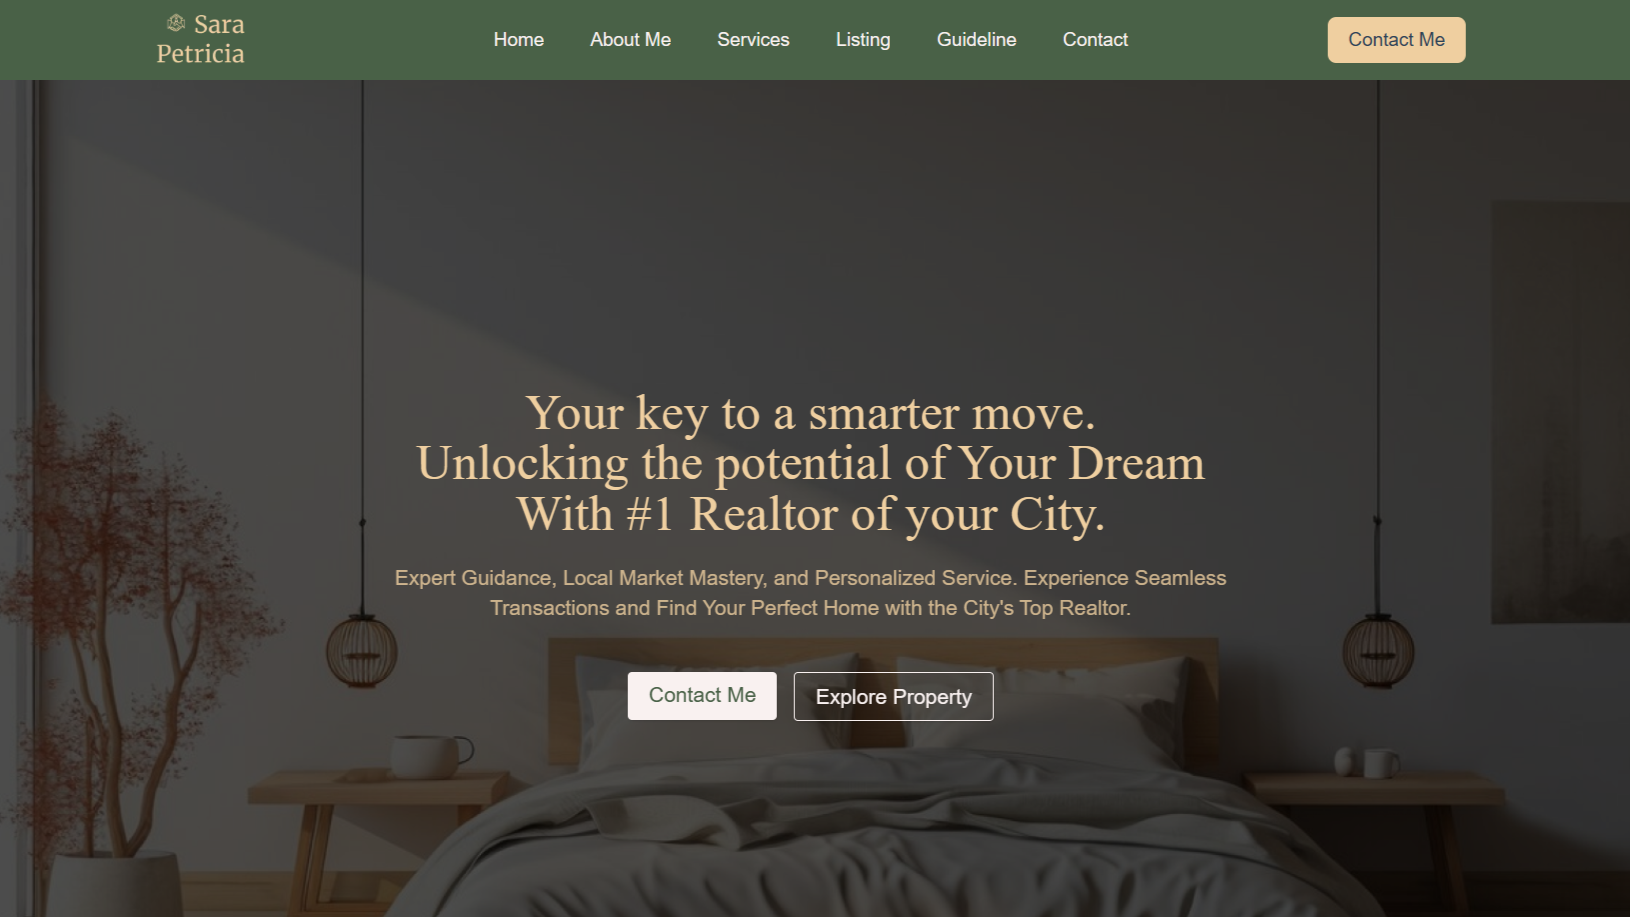 Sara
Petricia
Home
About Me
Services
Listing
Guideline
Contact
Contact Me
Your key to a smarter move.
Unlocking the potential of Your Dream
With #1 Realtor of your City.
Expert Guidance, Local Market Mastery, and Personalized Service. Experience Seamless
Transactions and Find Your Perfect Home with the City's Top Realtor.
Contact Me
Explore Property